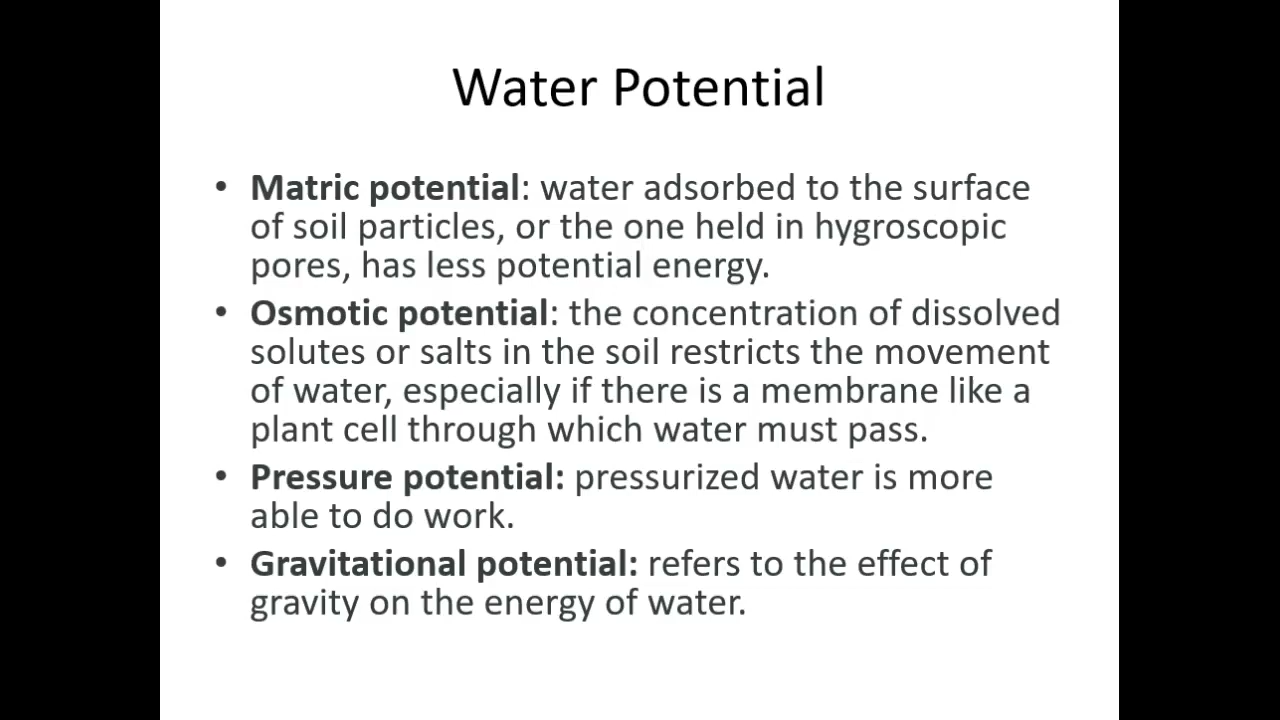 Water Potential
• Matric potential: water adsorbed to the surface
of soil particles, or the one held in hygroscopic
pores, has less potential energy.
• Osmotic potential: the concentration of dissolved
solutes or salts in the soil restricts the movement
of water, especially if there is a membrane like a
plant cell through which water must pass.
• Pressure potential: pressurized water is more
able to do work.
• Gravitational potential: refers to the effect of
gravity on the energy of water.